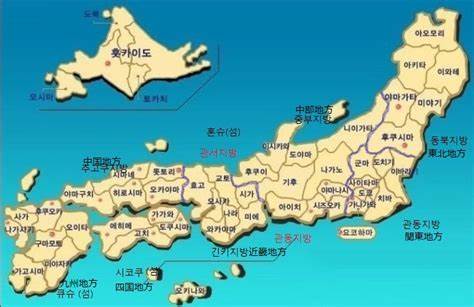 도북
홋카이도
오시마
토카치
아오모리
아키타
이와테
야마가타
미야기
中部地方
중부지방
니이가타
후쿠시마
동북지방
東北地方
혼슈(섬)
관서지방
이시카와
도야마
군마
도치기
이바라키
中国地方
주고쿠지방
시마네
돗토리
후쿠이
나가노
사이타마
야마구치
히로시마
오카야마
효고
교토
시가
기후
야마나시
오사카
미에
아이치
시즈오카
가나가와
치바
나라
와카야마
요코하마
관동지방
긴키지방近畿地方
관동지방
関東地方
사가
후쿠오카
나가사키
오이타
구마모토
에히메
가가와
고치
도쿠시마
가고시마
미야자키
九州地方
큐슈 (섬)
시코쿠 (섬)
四国地方
오키나와